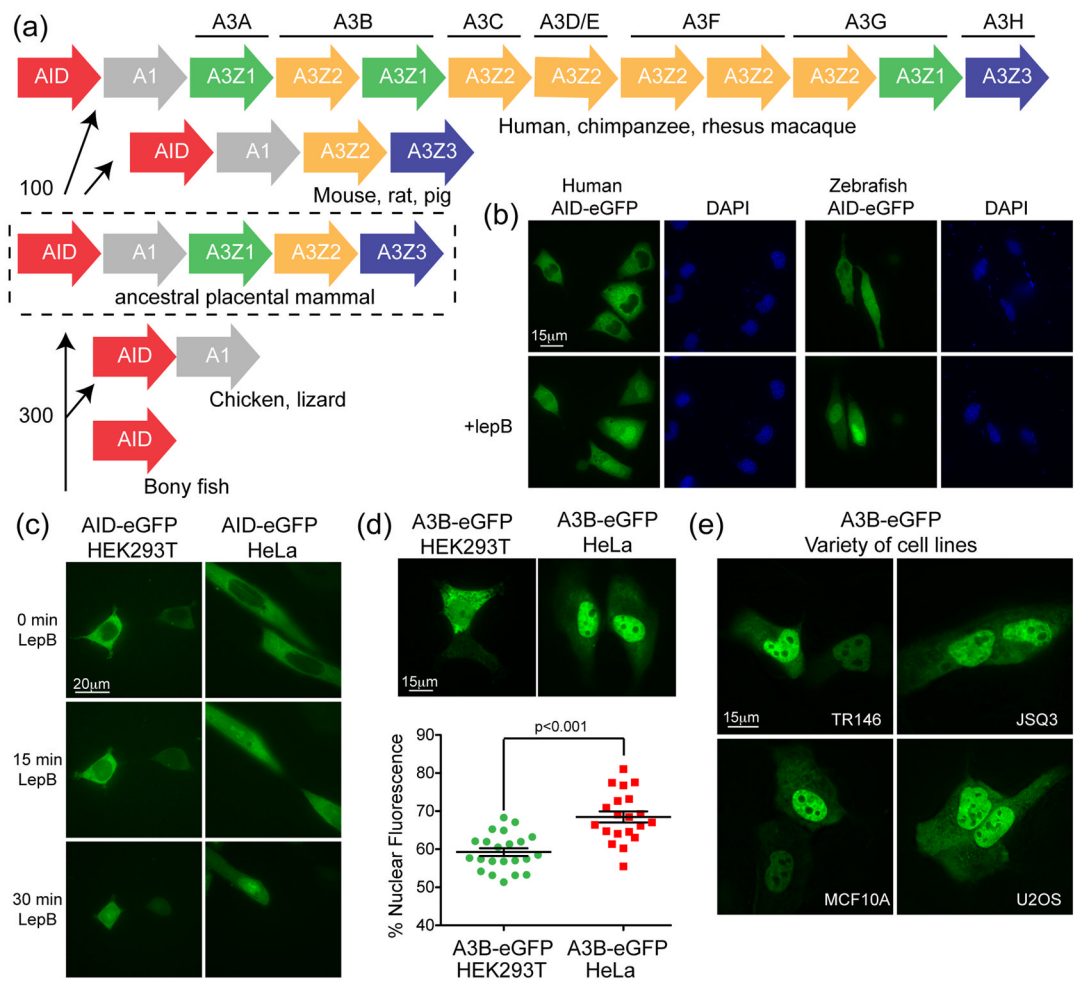 (a)
A3A A3B A3C A3D/E A3F A3G A3H
AID A1 A3Z1 A3Z2 A3Z1 A3Z2 A3Z2 A3Z2 A3Z2 A3Z2 A3Z1 A3Z3
Human, chimpanzee, rhesus macaque
AID A1 A3Z2 A3Z3
100
Mouse, rat, pig
AID A1 A3Z1 A3Z2 A3Z3
ancestral placental mammal
AID A1
Chicken, lizard
300
AID
Bony fish
(b)
Human
AID-eGFP
DAPI
Zebrafish
AID-eGFP
DAPI
15μm
+lepB
(c)
AID-eGFP
HEK293T
AID-eGFP
HeLa
0 min
LepB
20μm
15 min
LepB
30 min
LepB
(d)
A3B-eGFP
HEK293T
A3B-eGFP
HeLa
15μm
p<0.001
% Nuclear Fluorescence
90
80
70
60
50
40
A3B-eGFP
HEK293T
A3B-eGFP
HeLa
(e)
A3B-eGFP
Variety of cell lines
15μm
TR146
JSQ3
MCF10A
U2OS